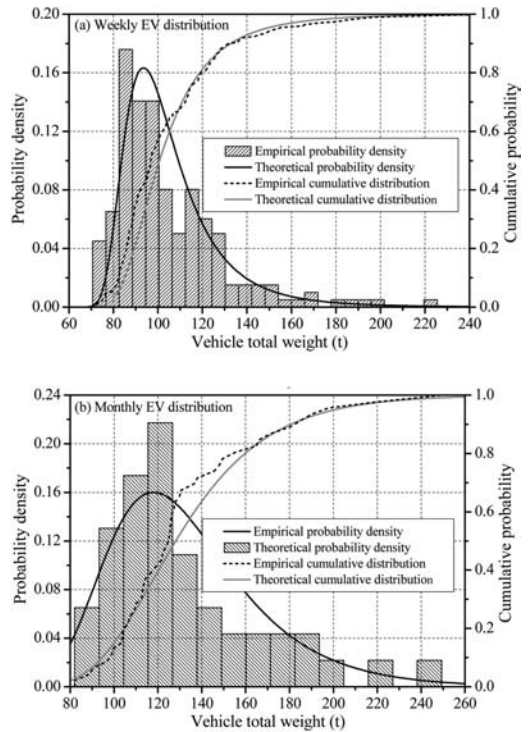 (a) Weekly EV distribution
Probability density
0.20
0.16
0.12
0.08
0.04
0.00
1.0
0.8
0.6
0.4
0.2
0.0
Cumulative probability
Empirical probability density
Theoretical probability density
Empirical cumulative distribution
Theoretical cumulative distribution
60 80 100 120 140 160 180 200 220 240
Vehicle total weight (t)
(b) Monthly EV distribution
Probability density
0.24
0.20
0.16
0.12
0.08
0.04
0.00
1.0
0.8
0.6
0.4
0.2
0.0
Cumulative probability
Empirical probability density
Theoretical probability density
Empirical cumulative distribution
Theoretical cumulative distribution
80 100 120 140 160 180 200 220 240 260
Vehicle total weight (t)